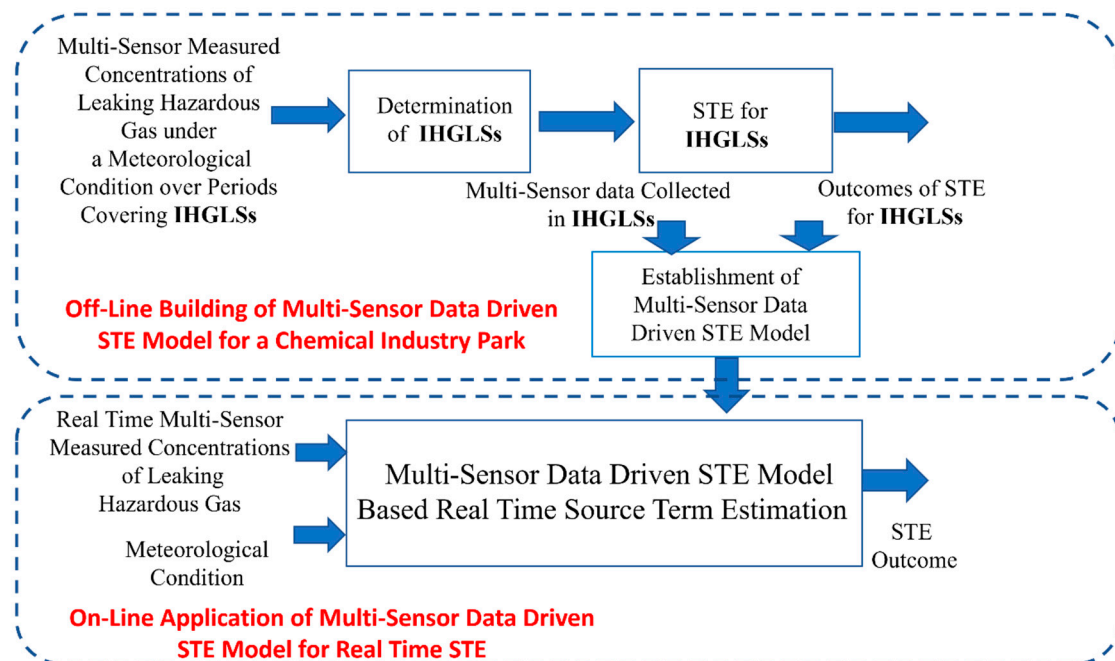 Multi-Sensor Measured
Concentrations of
Leaking Hazardous
Gas under
a Meteorological
Condition over Periods
Covering IHGLSs
Determination
of IHGLSs
STE for
IHGLSs
Multi-Sensor data Collected
in IHGLSs
Outcomes of STE
for IHGLSs
Establishment of
Multi-Sensor Data
Driven STE Model
Off-Line Building of Multi-Sensor Data Driven
STE Model for a Chemical Industry Park
Real Time Multi-Sensor
Measured Concentrations
of Leaking
Hazardous Gas
Meteorological
Condition
Multi-Sensor Data Driven STE Model
Based Real Time Source Term Estimation
STE
Outcome
On-Line Application of Multi-Sensor Data Driven
STE Model for Real Time STE